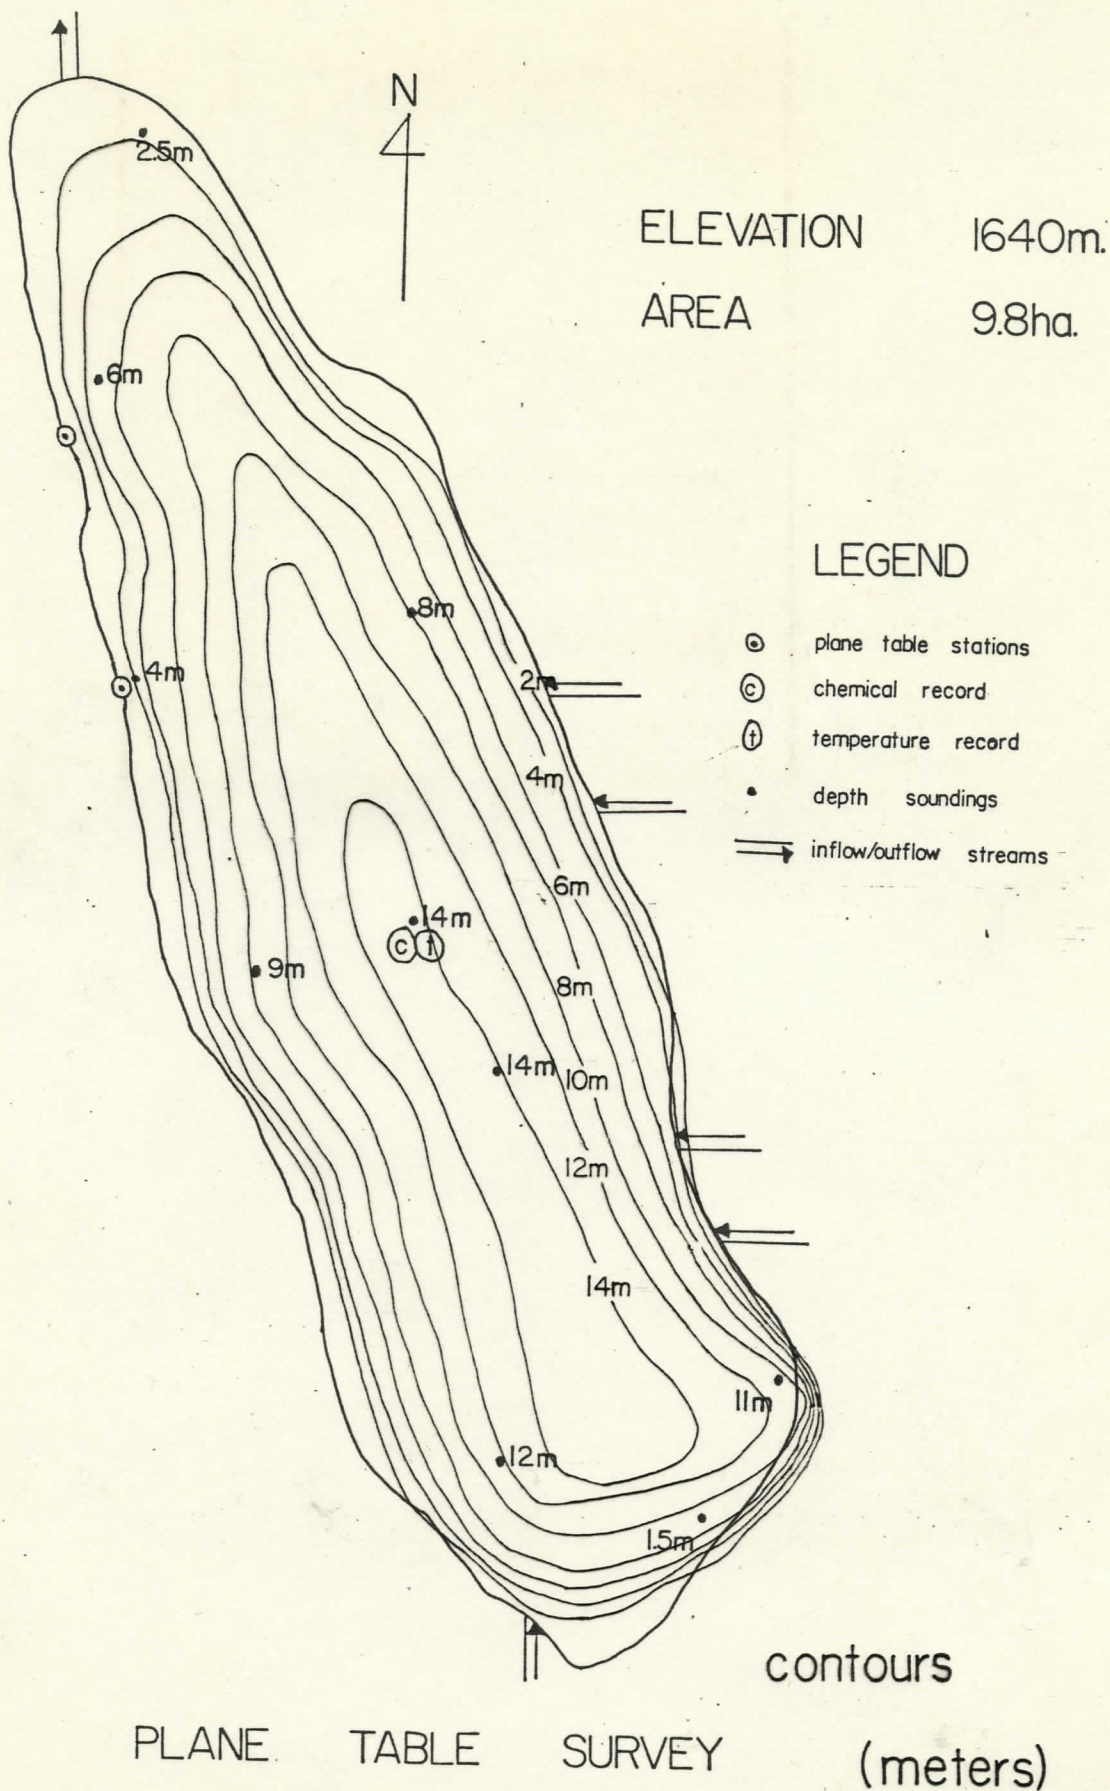 N
2.5m
ELEVATION 1640m.
AREA 9.8ha.
6m
LEGEND
plane table stations
c chemical record
t temperature record
depth soundings
inflow/outflow streams
8m
4m
2m
4m
6m
14m
c t
9m
8m
14m
10m
12m
14m
11m
12m
1.5m
contours
PLANE TABLE SURVEY (meters)